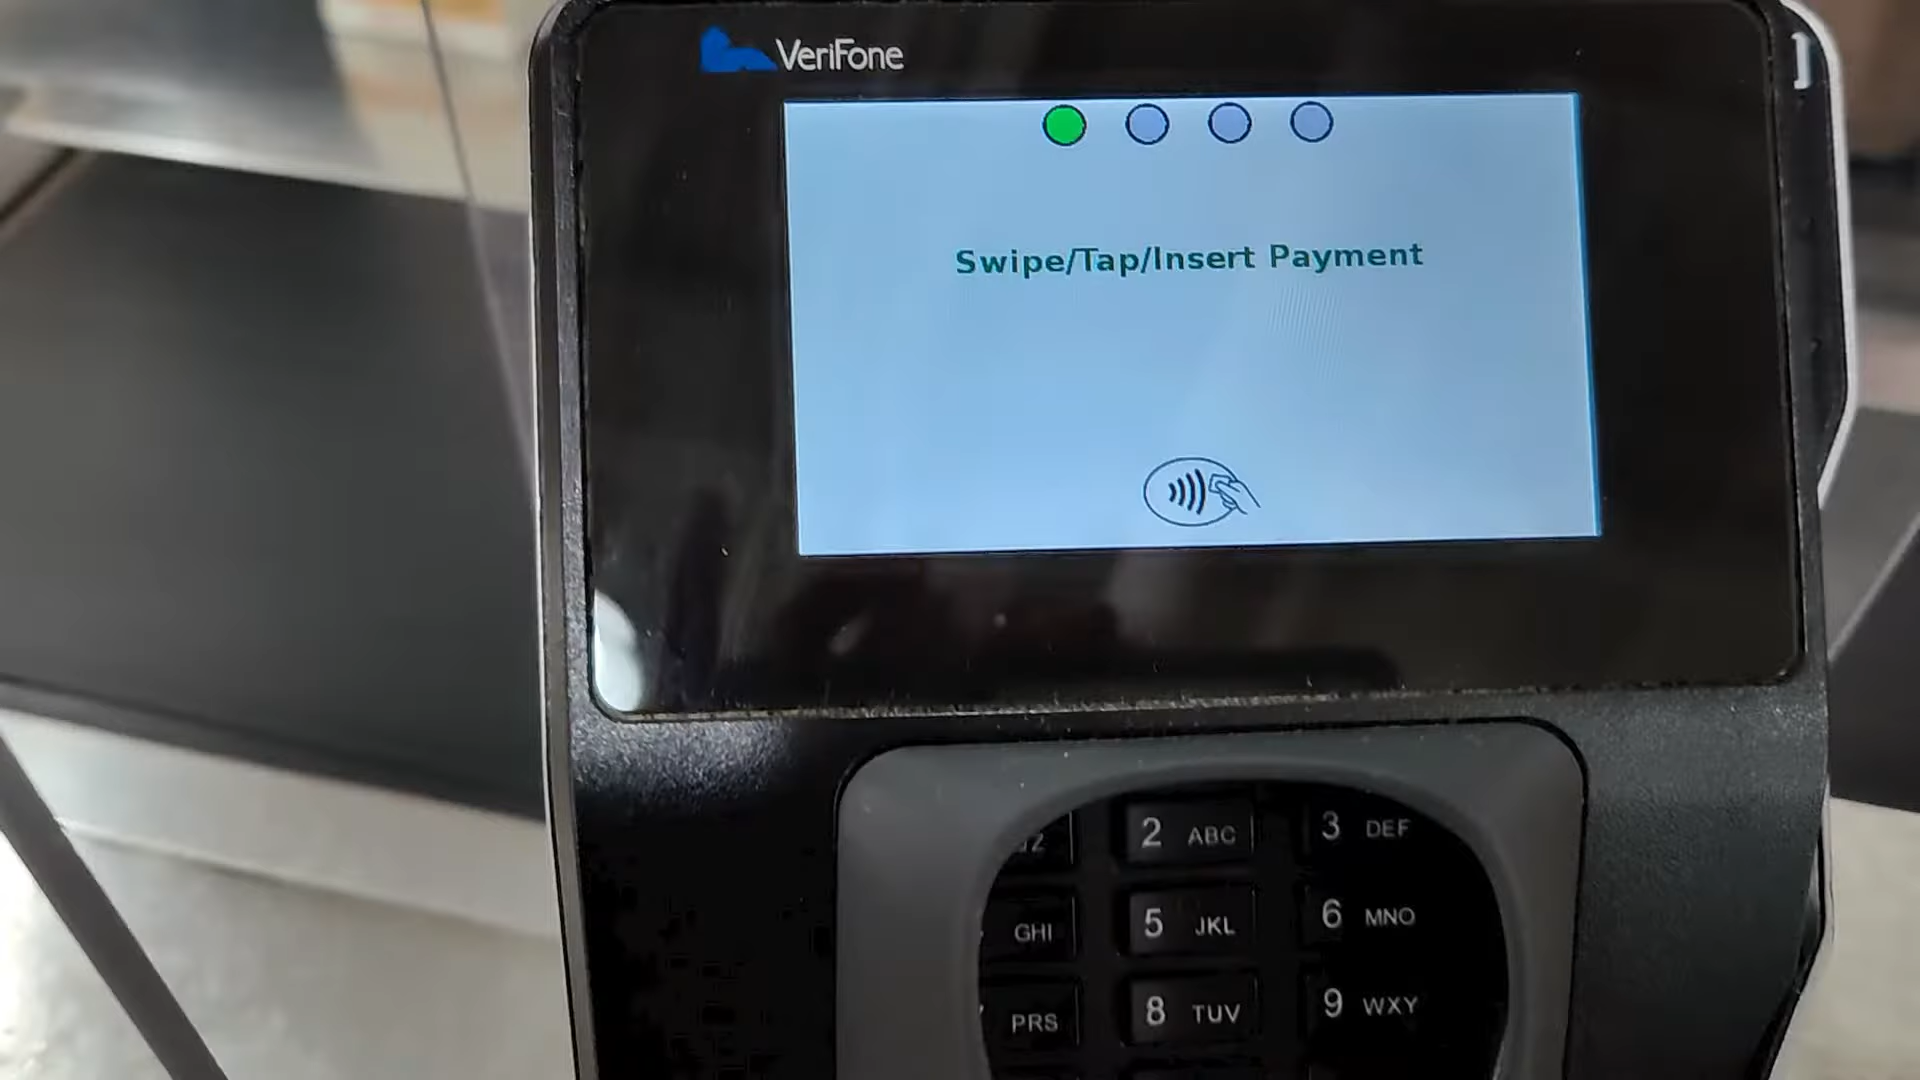 VeriFone
Swipe/Tap/Insert Payment
2 ABC
3 DEF
GHI
5 JKL
6 MNO
PRS
8 TUV
9 WXY